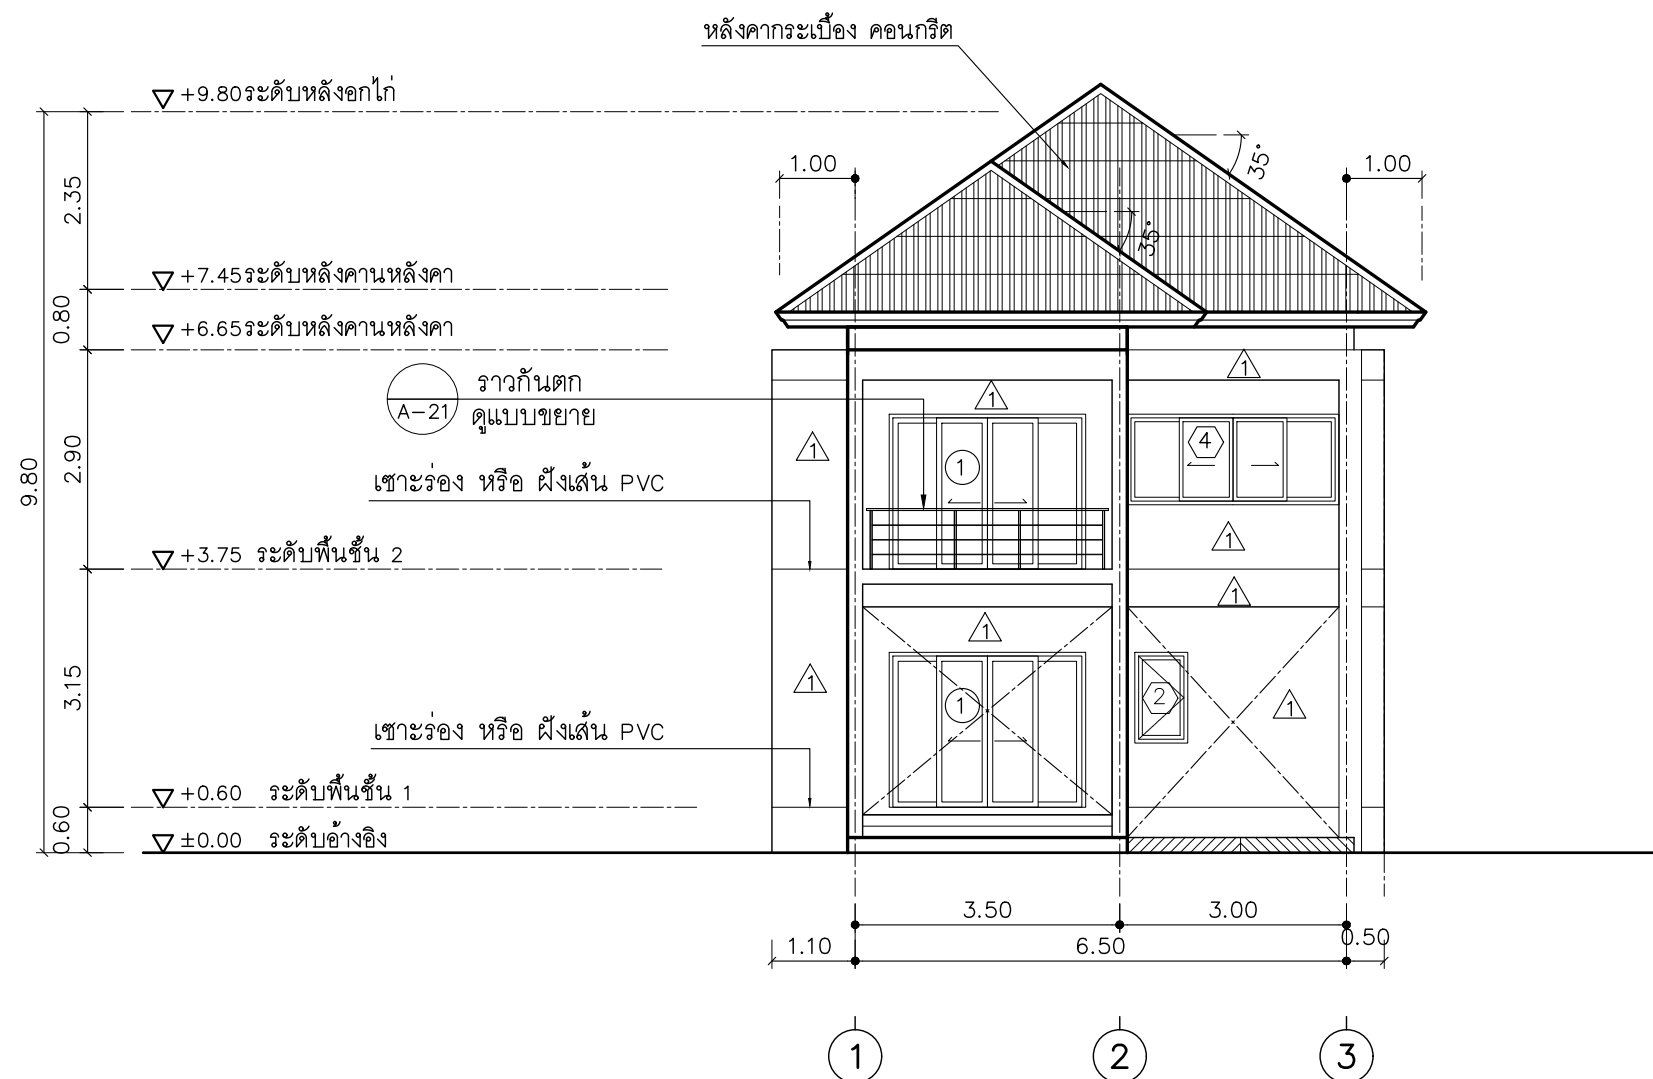 หลังคากระเบื้อง คอนกรีต
+9.80ระดับหลังอกไก่
1.00
35°
1.00
2.35
35°
+7.45ระดับหลังคานหลังคา
0.80
+6.65ระดับหลังคานหลังคา
1
ราวกันตก
A-21
ดูแบบขยาย
1
1
4
1
2.90
9.80
เซาะร่อง หรือ ฝังเส้น PVC
1
+3.75 ระดับพื้นชั้น 2
1
1
3.15
1
2
1
1
เซาะร่อง หรือ ฝังเส้น PVC
+0.60 ระดับพื้นชั้น 1
0.60
±0.00 ระดับอ้างอิง
3.50
3.00
1.10
6.50
0.50
1
2
3